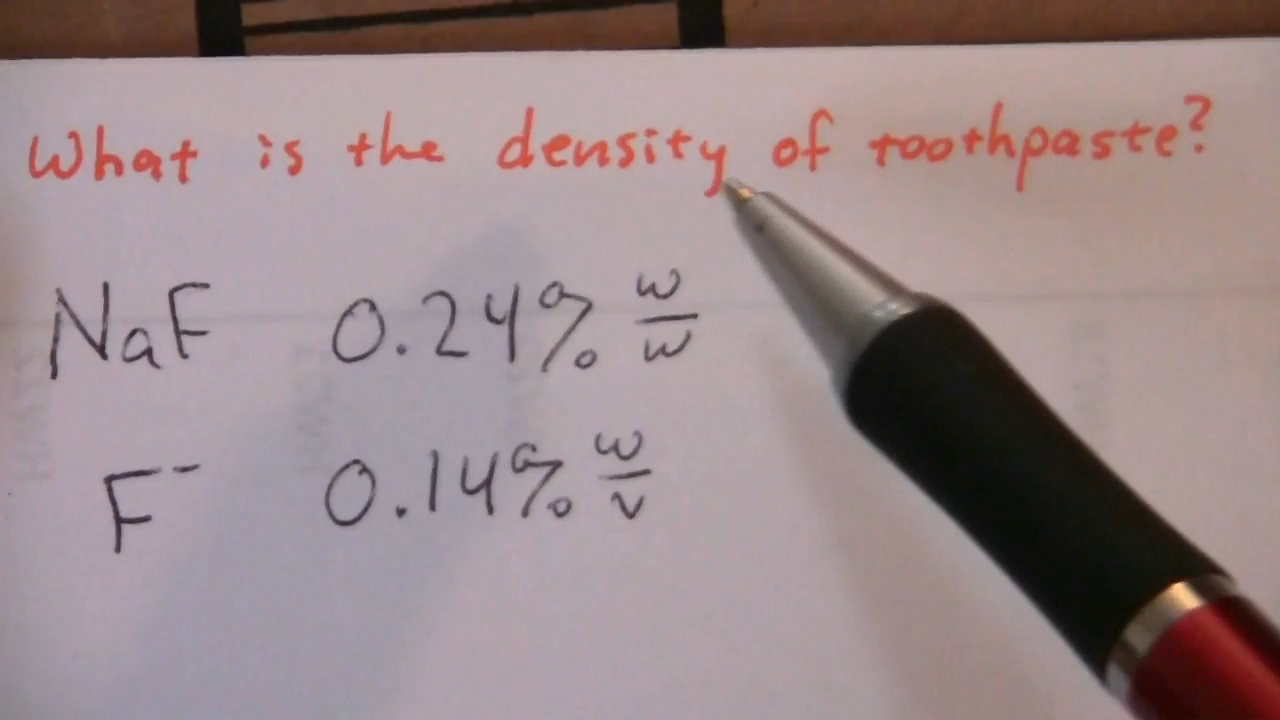 What is the density of toothpaste?
NaF 0.24% w/w
F⁻ 0.14% w/v